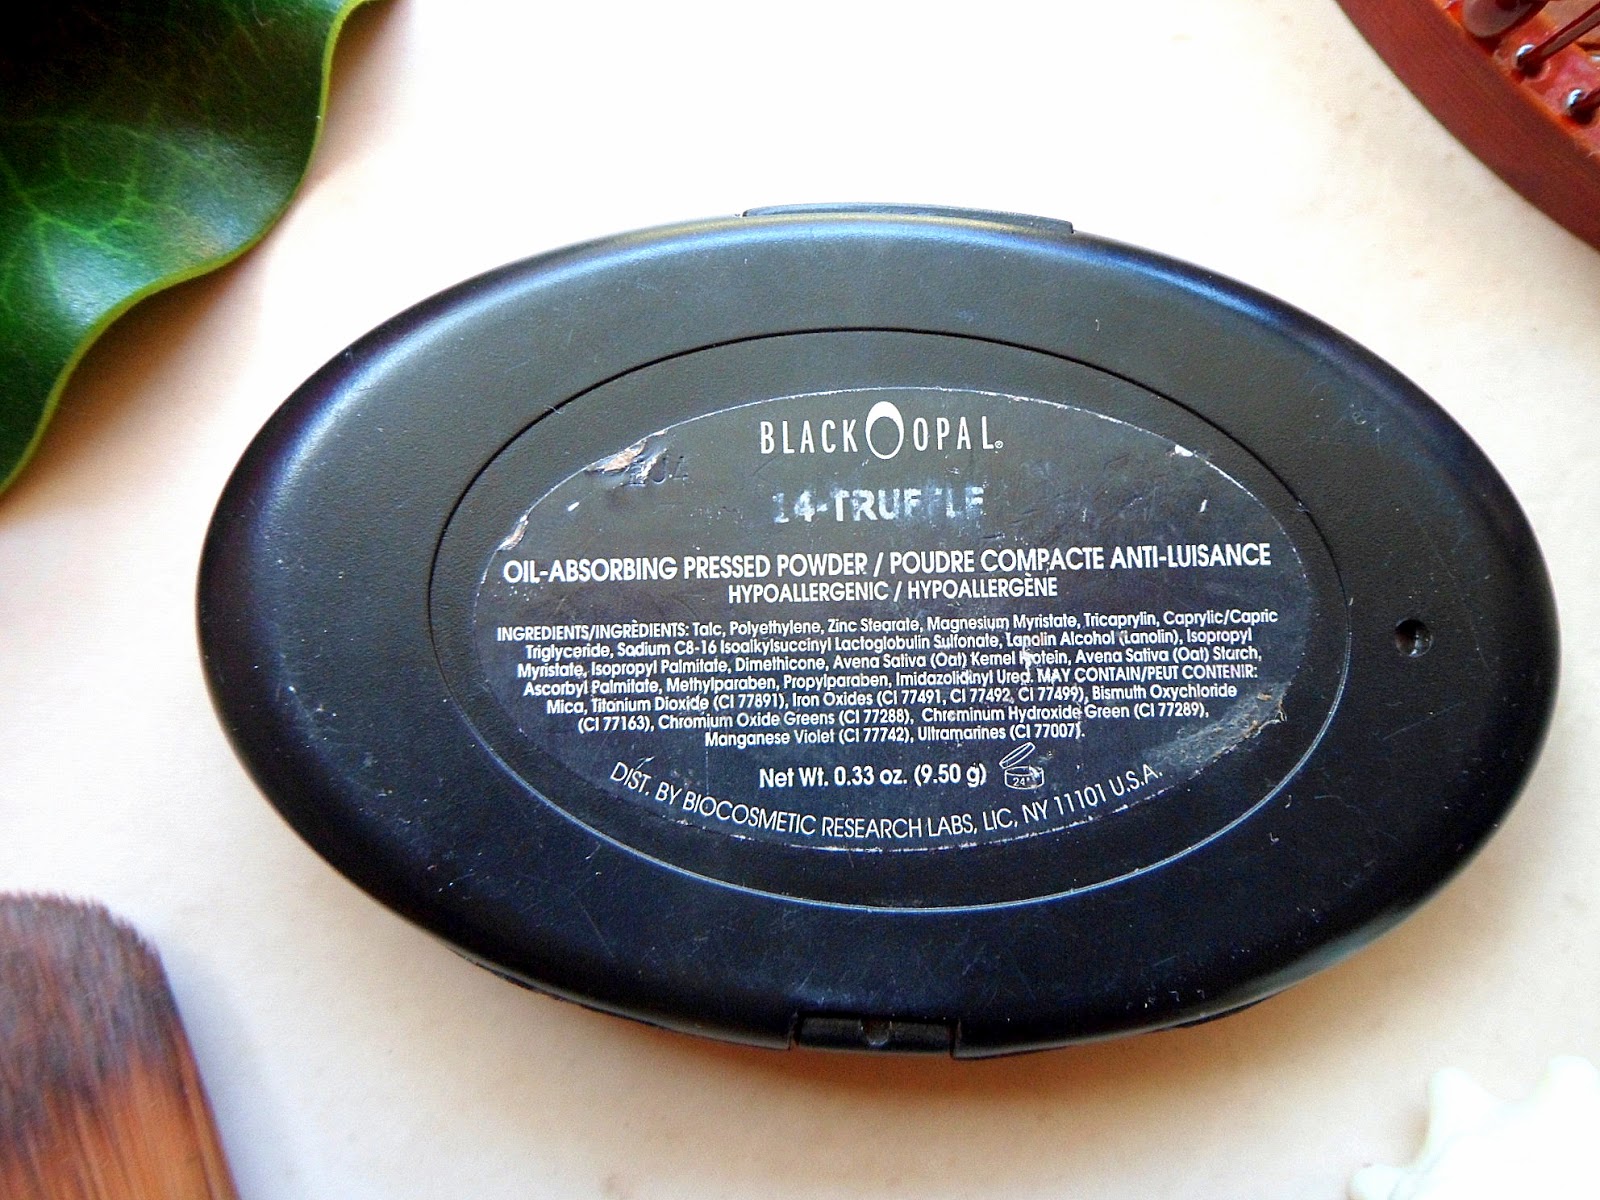 BLACK OPAL®
14-TRUFFLE
OIL-ABSORBING PRESSED POWDER / POUDRE COMPACTE ANTI-LUISANCE
HYPOALLERGENIC / HYPOALLERGÈNE
INGREDIENTS/INGRÈDIENTS: Talc, Polyethylene, Zinc Stearate, Magnesium Myristate, Tricaprylin, Caprylic/Capric
Triglyceride, Sodium C8-16 Isoalkylsuccinyl Lactoglobulin Sulfonate, Lanolin Alcohol (Lanolin), Isopropyl
Myristate, Isopropyl Palmitate, Dimethicone, Avena Sativa (Oat) Kernel Protein, Avena Sativa (Oat) Starch,
Ascorbyl Palmitate, Methylparaben, Propylparaben, Imidazolidinyl Urea. MAY CONTAIN/PEUT CONTENIR:
Mica, Titanium Dioxide (CI 77891), Iron Oxides (CI 77491, CI 77492, CI 77499), Bismuth Oxychloride
(CI 77163), Chromium Oxide Greens (CI 77288), Chrominum Hydroxide Green (CI 77289),
Manganese Violet (CI 77742), Ultramarines (CI 77007).
Net Wt. 0.33 oz. (9.50 g)
DIST. BY BIOCOSMETIC RESEARCH LABS, LIC, NY 11101 U.S.A.